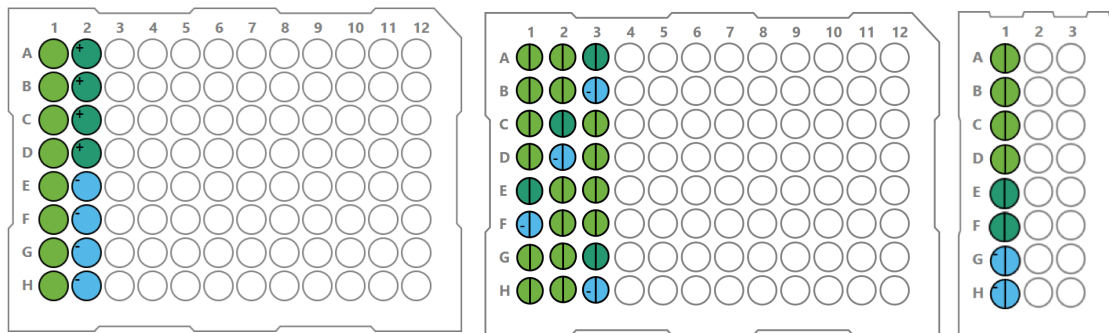 1 2 3 4 5 6 7 8 9 10 11 12
A +
B +
C +
D +
E -
F -
G -
H -
1 2 3 4 5 6 7 8 9 10 11 12
A
B -
C
D -
E
F -
G
H -
1 2 3
A
B
C
D
E
F
G -
H -